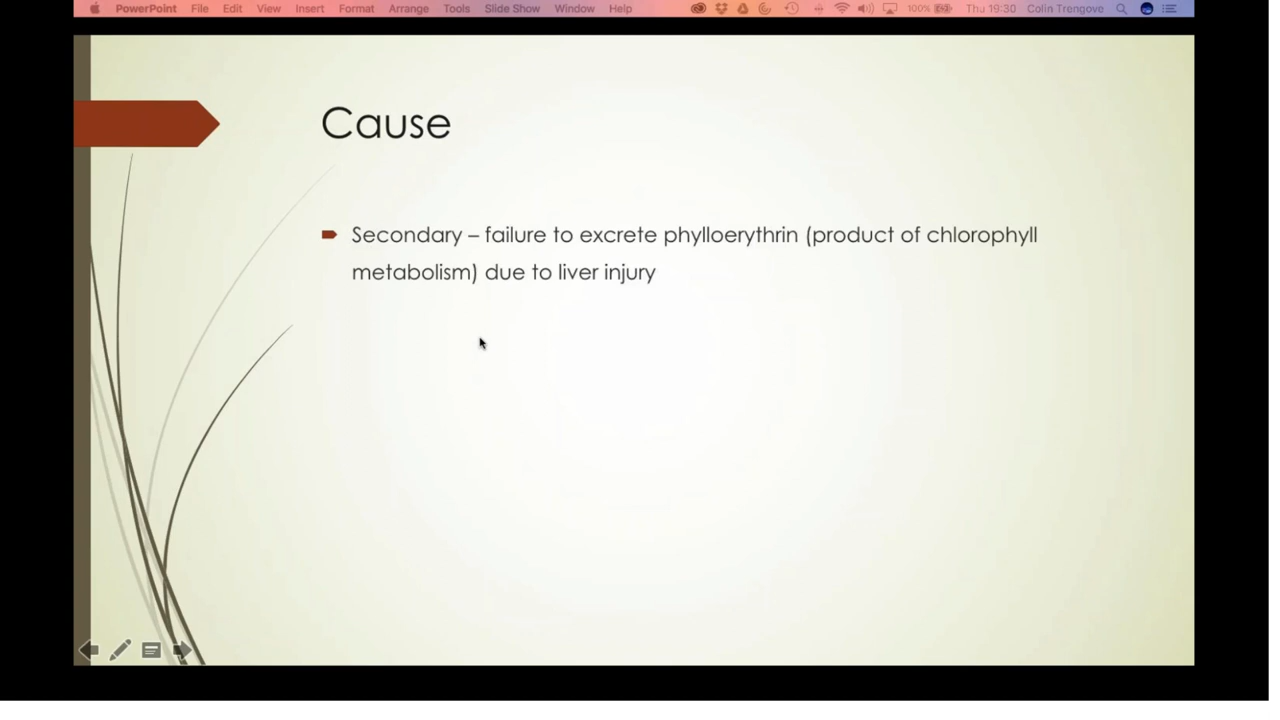 PowerPoint File Edit View Insert Format Arrange Tools Slide Show Window Help 100% Thu 19:30 Colin Trengove
Cause
Secondary – failure to excrete phylloerythrin (product of chlorophyll
metabolism) due to liver injury